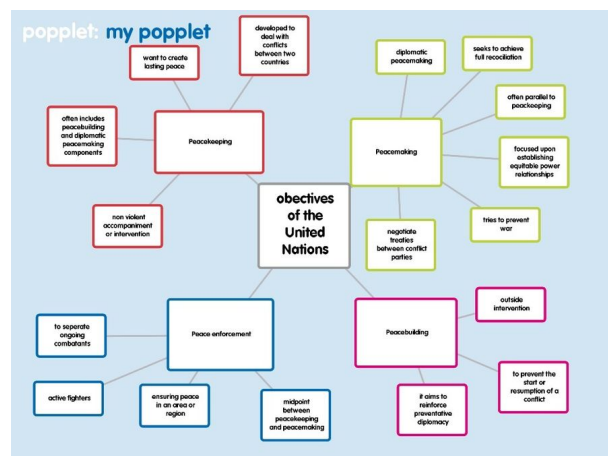 popplet: my popplet
developed to
deal with
conflicts
between two
countries
want to create
lasting peace
often includes
peacebuilding
and diplomatic
peacemaking
components
Peacekeeping
non violent
accompaniment
or intervention
diplomatic
peacemaking
seeks to achieve
full recociliation
often parallel to
peackeeping
Peacemaking
focused upon
establishing
equitable power
relationships
tries to prevent
war
negotiate
treaties
between conflict
parties
obectives
of the
United
Nations
Peace enforcement
to seperate
ongoing
combatants
active fighters
ensuring peace
in an area or
region
midpoint
between
peacekeeping
and peacemaking
Peacebuilding
outside
intervention
to prevent the
start or
resumption of a
conflict
it aims to
reinforce
preventative
diplomacy